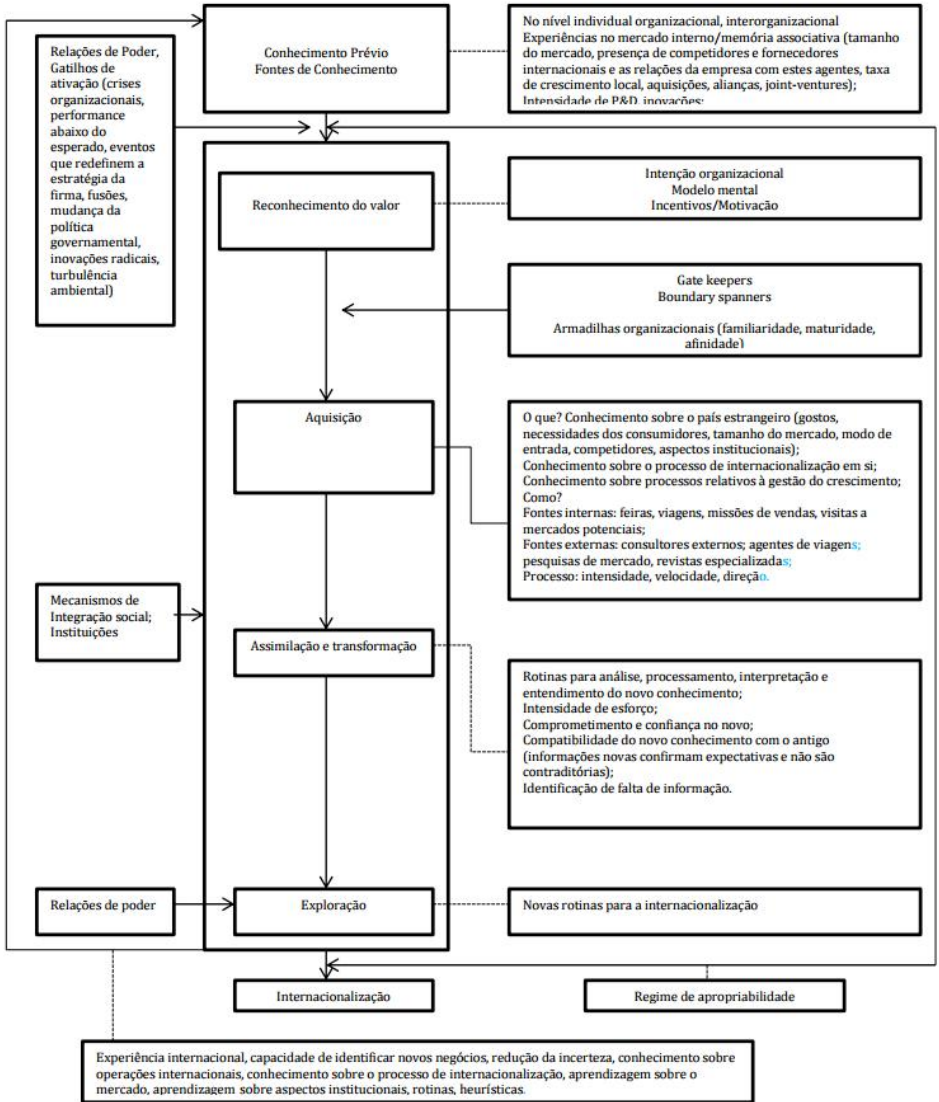 Conhecimento Prévio
Fontes de Conhecimento
No nível individual organizacional, interorganizacional
Experiências no mercado interno/memória associativa (tamanho
do mercado, presença de competidores e fornecedores
internacionais e as relações da empresa com estes agentes, taxa
de crescimento local, aquisições, alianças, joint-ventures);
Intensidade de P&D, inovações;
Relações de Poder,
Gatilhos de
ativação (crises
organizacionais,
performance
abaixo do
esperado, eventos
que redefinem a
estratégia da
firma, fusões,
mudança da
política
governamental,
inovações radicais,
turbulência
ambiental)
Reconhecimento do valor
Intenção organizacional
Modelo mental
Incentivos/Motivação
Gate keepers
Boundary spanners
Armadilhas organizacionais (familiaridade, maturidade,
afinidade)
Aquisição
O que? Conhecimento sobre o país estrangeiro (gostos,
necessidades dos consumidores, tamanho do mercado, modo de
entrada, competidores, aspectos institucionais);
Conhecimento sobre o processo de internacionalização em si;
Conhecimento sobre processos relativos à gestão do crescimento;
Como?
Fontes internas: feiras, viagens, missões de vendas, visitas a
mercados potenciais;
Fontes externas: consultores externos; agentes de viagens;
pesquisas de mercado, revistas especializadas;
Processo: intensidade, velocidade, direção.
Mecanismos de
Integração social;
Instituições
Assimilação e transformação
Rotinas para análise, processamento, interpretação e
entendimento do novo conhecimento;
Intensidade de esforço;
Comprometimento e confiança no novo;
Compatibilidade do novo conhecimento com o antigo
(informações novas confirmam expectativas e não são
contraditórias);
Identificação de falta de informação.
Relações de poder
Exploração
Novas rotinas para a internacionalização
Internacionalização
Regime de apropriabilidade
Experiência internacional, capacidade de identificar novos negócios, redução da incerteza, conhecimento sobre
operações internacionais, conhecimento sobre o processo de internacionalização, aprendizagem sobre o
mercado, aprendizagem sobre aspectos institucionais, rotinas, heurísticas.